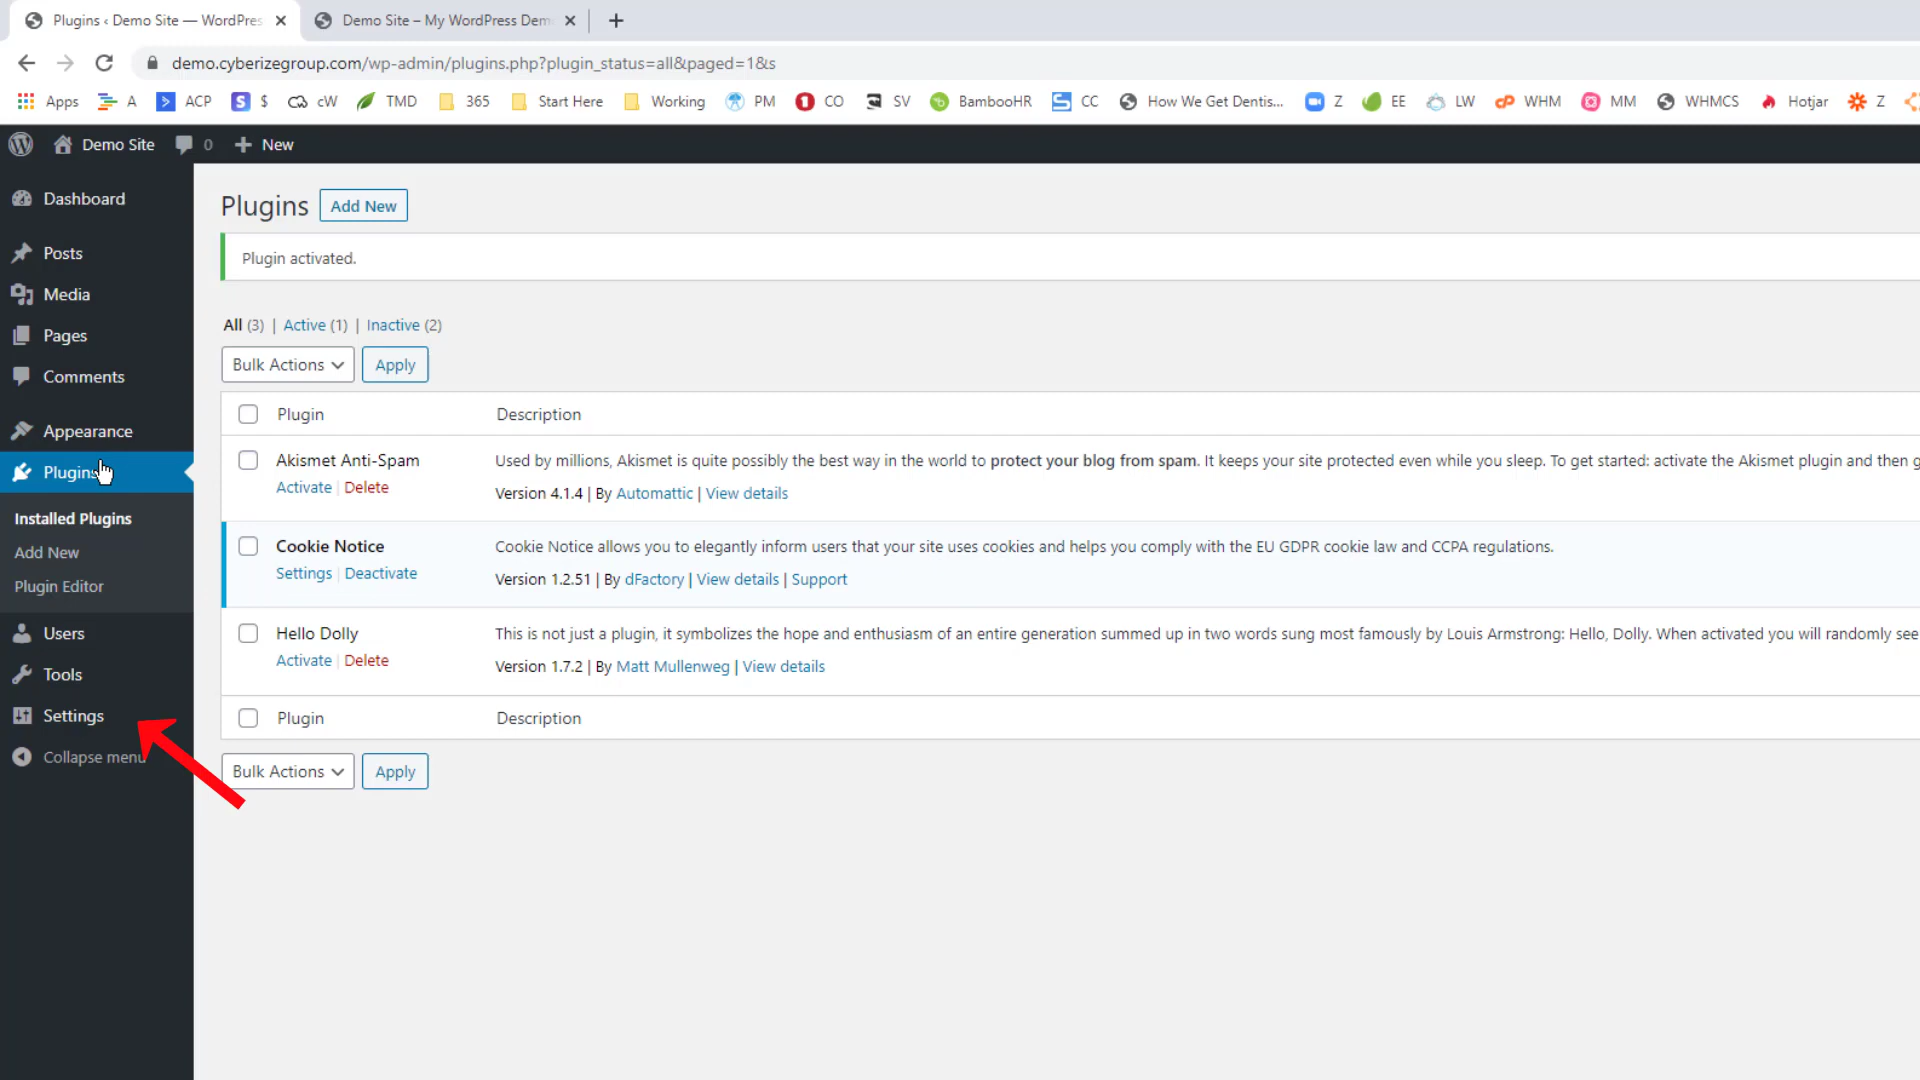 Plugins ‹ Demo Site — WordPres
Demo Site – My WordPress Dem
demo.cyberizegroup.com/wp-admin/plugins.php?plugin_status=all&paged=1&s
Apps A ACP S $ cW TMD 365 Start Here Working PM CO SV BambooHR CC How We Get Dentis... Z EE LW cP WHM MM WHMCS Hotjar Z
Demo Site 0 + New
Dashboard
Posts
Media
Pages
Comments
Appearance
Plugins
Installed Plugins
Add New
Plugin Editor
Users
Tools
Settings
Collapse menu
Plugins Add New
Plugin activated.
All (3) | Active (1) | Inactive (2)
Bulk Actions Apply
Plugin Description
Akismet Anti-Spam Used by millions, Akismet is quite possibly the best way in the world to protect your blog from spam. It keeps your site protected even while you sleep. To get started: activate the Akismet plugin and then g
Activate | Delete
Version 4.1.4 | By Automattic | View details
Cookie Notice Cookie Notice allows you to elegantly inform users that your site uses cookies and helps you comply with the EU GDPR cookie law and CCPA regulations.
Settings | Deactivate
Version 1.2.51 | By dFactory | View details | Support
Hello Dolly This is not just a plugin, it symbolizes the hope and enthusiasm of an entire generation summed up in two words sung most famously by Louis Armstrong: Hello, Dolly. When activated you will randomly see
Activate | Delete
Version 1.7.2 | By Matt Mullenweg | View details
Plugin Description
Bulk Actions Apply